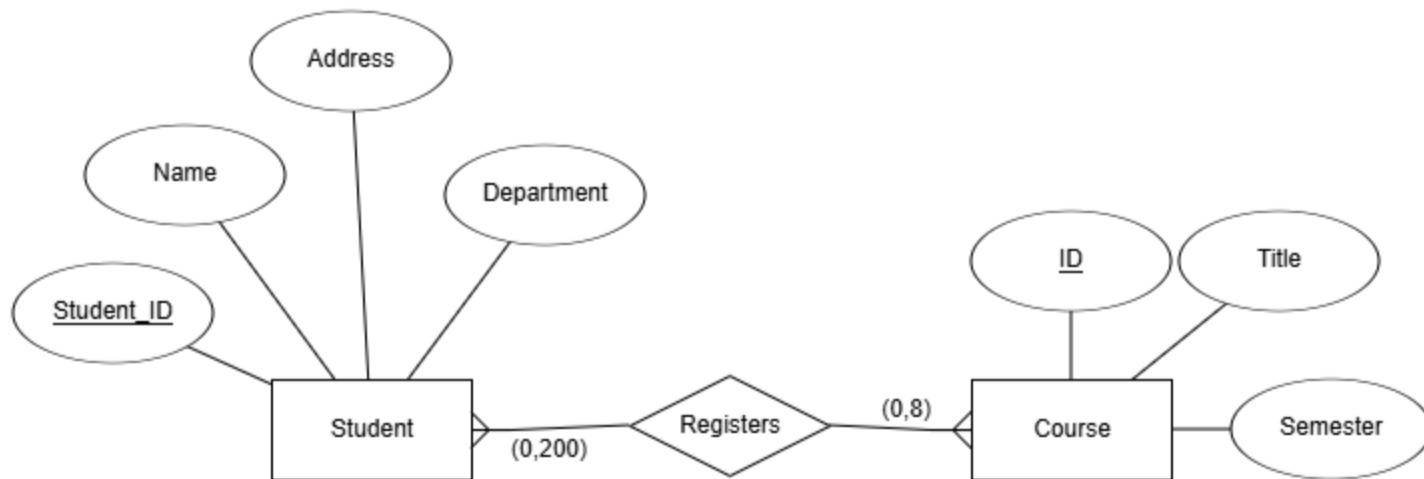 Address
Name
Department
Student_ID
ID
Title
Student
(0,200)
Registers
(0,8)
Course
Semester